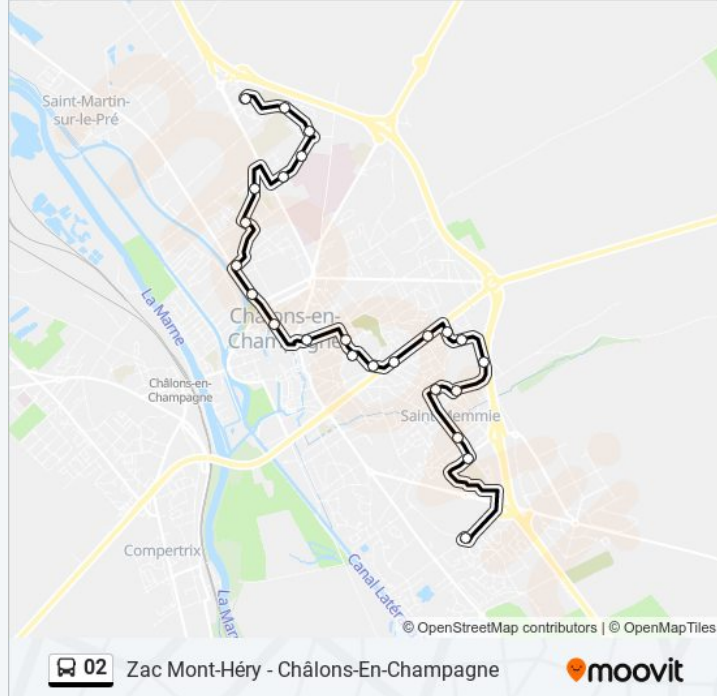 Saint-Martin-
sur-le-Pré
La Marne
Châlons-en-
Champagne
Châlons-en-
Champagne
Saint-Memmie
Compertrix
Canal Latér
La Mar
© OpenStreetMap contributors | © OpenMapTiles
02 Zac Mont-Héry - Châlons-En-Champagne
moovit